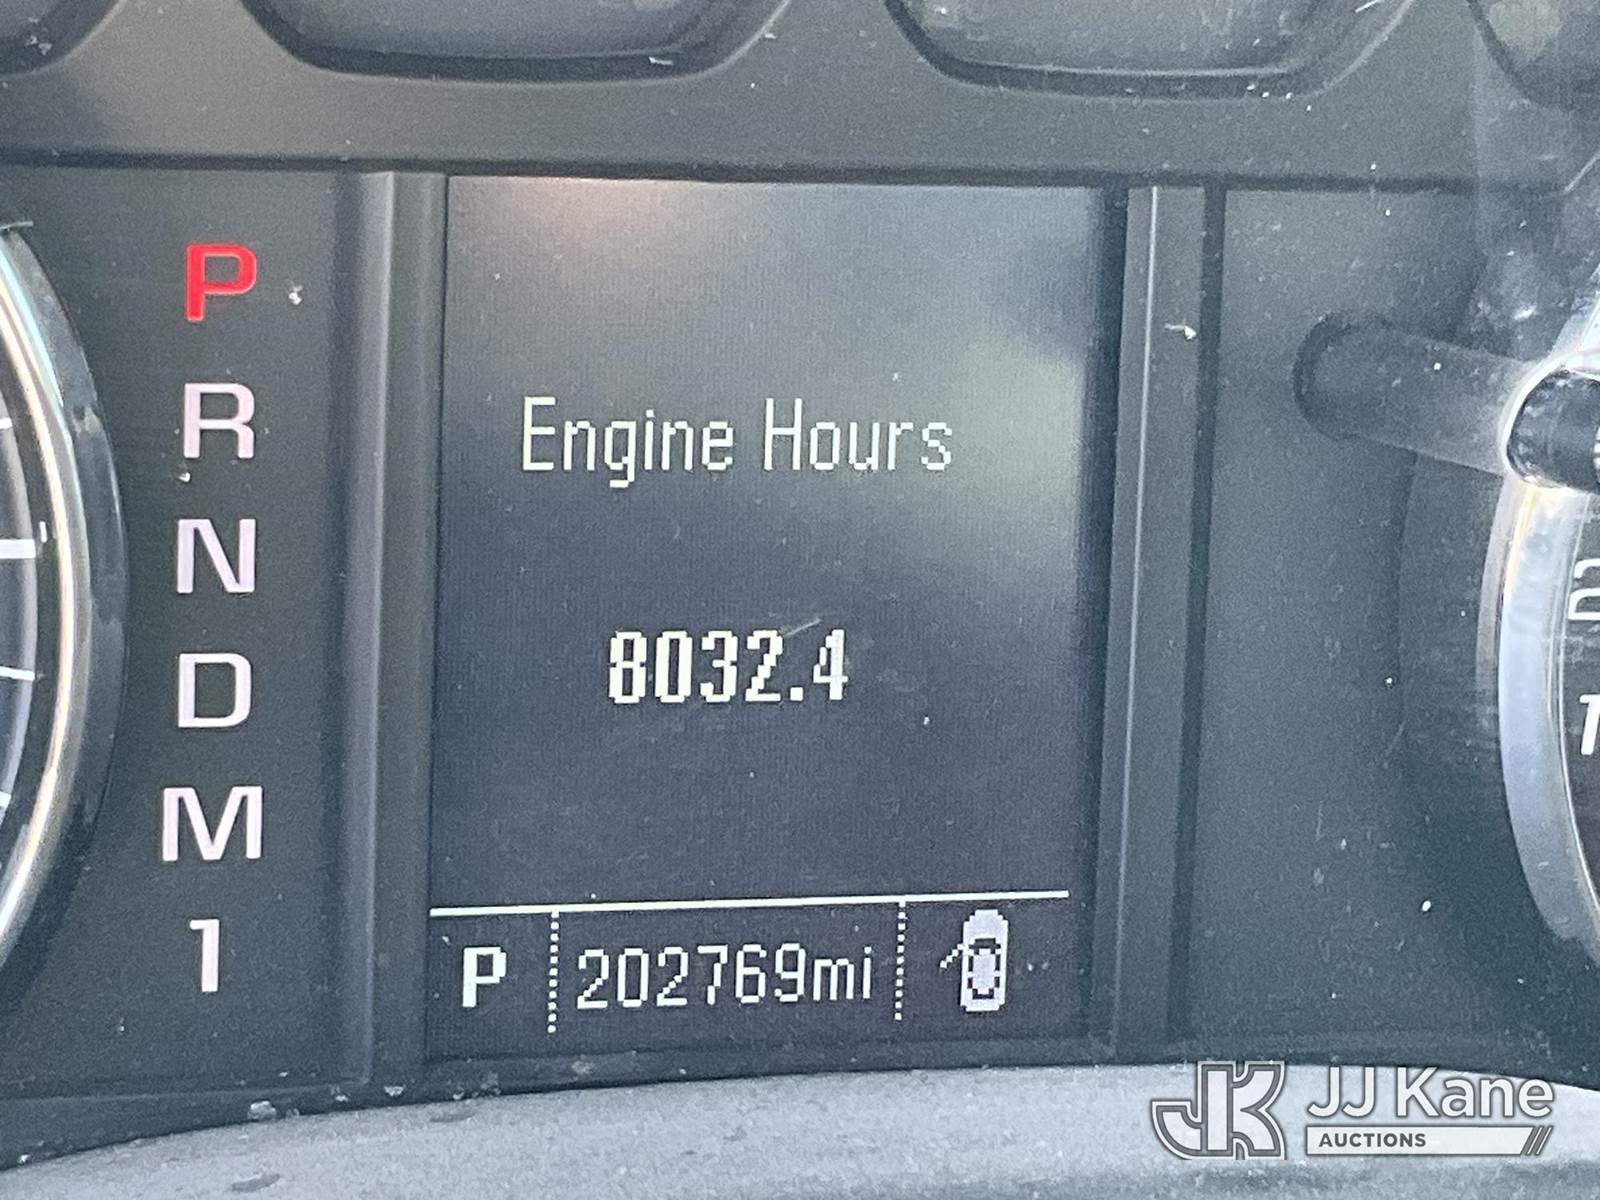 P
R
N
D
M
1
Engine Hours
8032.4
P 202769mi
JJ Kane
AUCTIONS